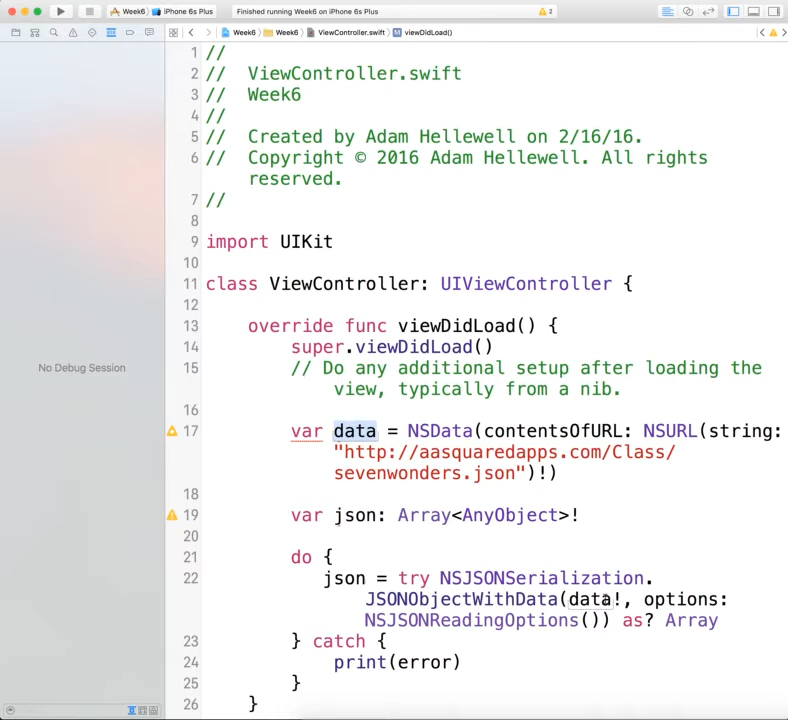 Week6 iPhone 6s Plus Finished running Week6 on iPhone 6s Plus 2
Week6 Week6 ViewController.swift M viewDidLoad()
1 //
2 // ViewController.swift
3 // Week6
4 //
5 // Created by Adam Hellewell on 2/16/16.
6 // Copyright © 2016 Adam Hellewell. All rights
reserved.
7 //
8
9 import UIKit
10
11 class ViewController: UIViewController {
12
13 override func viewDidLoad() {
14 super.viewDidLoad()
15 // Do any additional setup after loading the
view, typically from a nib.
16
17 var data = NSData(contentsOfURL: NSURL(string:
"http://aasquaredapps.com/Class/
sevenwonders.json")!)
18
19 var json: Array<AnyObject>!
20
21 do {
22 json = try NSJSONSerialization.
JSONObjectWithData(data!, options:
NSJSONReadingOptions()) as? Array
23 } catch {
24 print(error)
25 }
26 }
No Debug Session